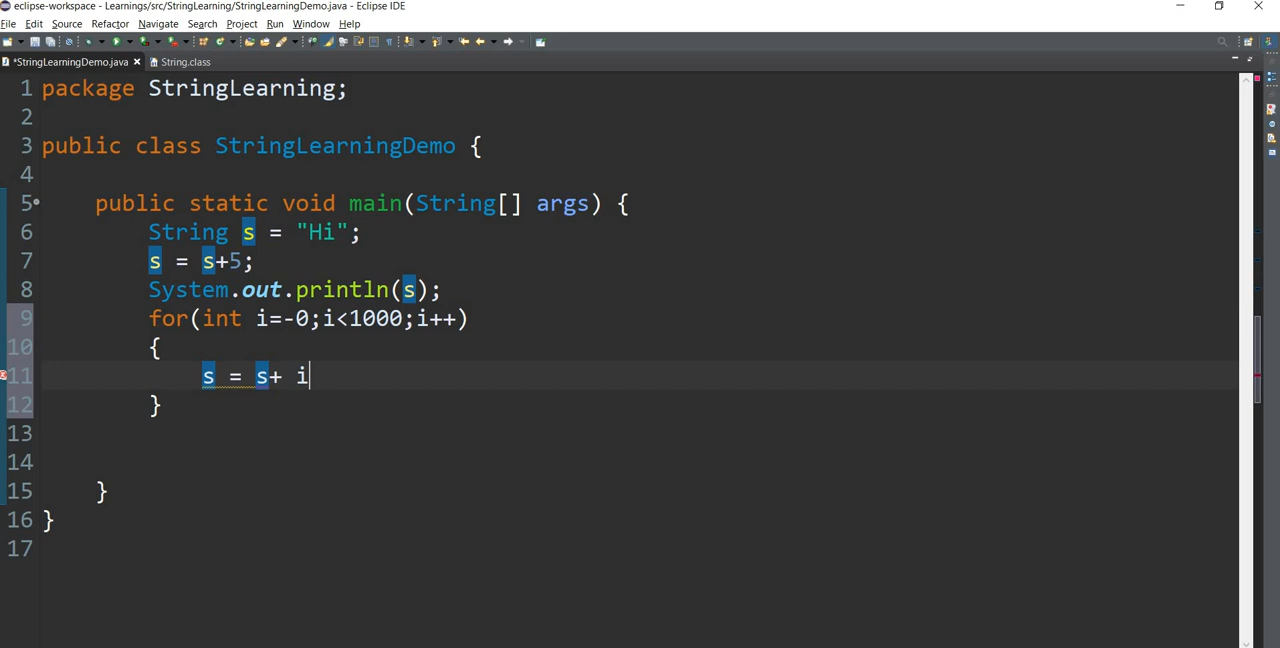 eclipse-workspace - Learnings/src/StringLearning/StringLearningDemo.java - Eclipse IDE
File Edit Source Refactor Navigate Search Project Run Window Help
*StringLearningDemo.java String.class
1 package StringLearning;
2
3 public class StringLearningDemo {
4
5 public static void main(String[] args) {
6 String s = "Hi";
7 s = s+5;
8 System.out.println(s);
9 for(int i=-0;i<1000;i++)
10 {
11 s = s+ i
12 }
13
14
15 }
16 }
17